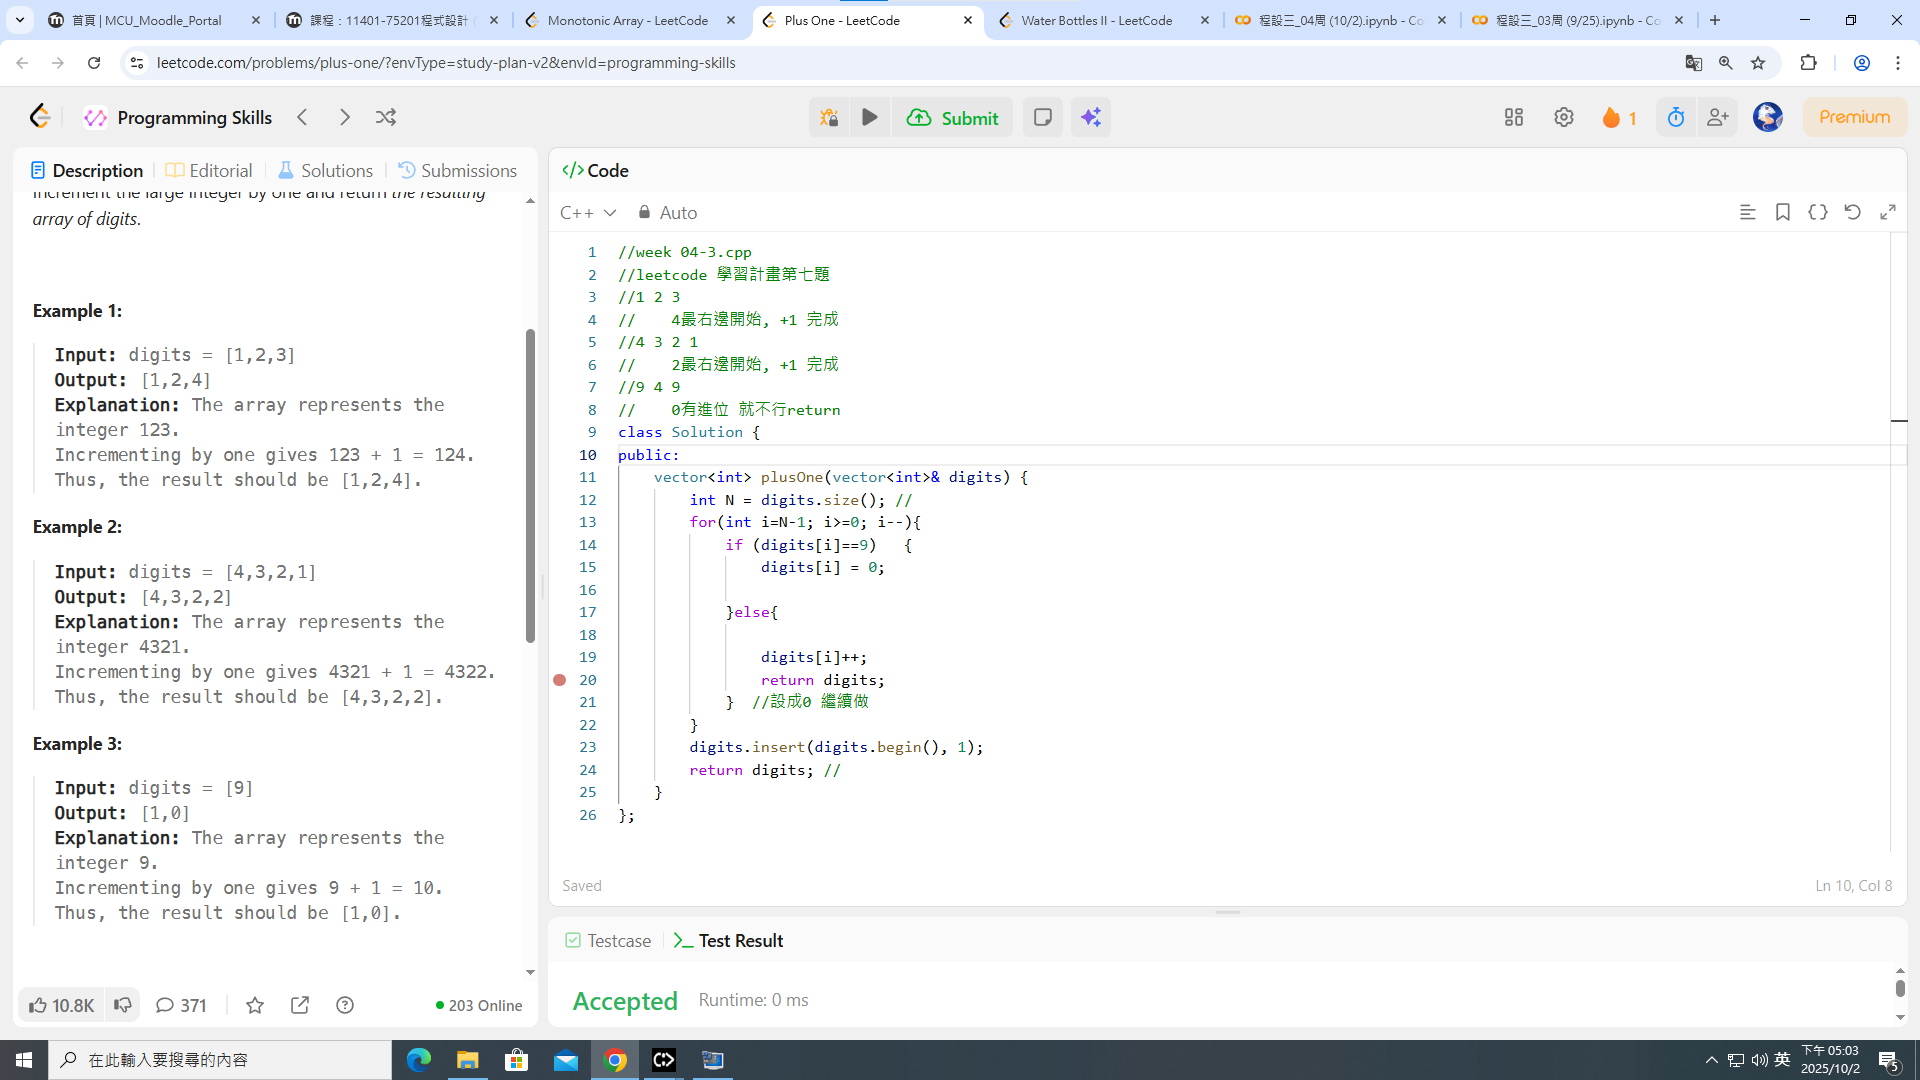 首頁 | MCU_Moodle_Portal
課程：11401-75201程式設計 (
Monotonic Array - LeetCode
Plus One - LeetCode
Water Bottles II - LeetCode
程設三_04周 (10/2).ipynb - Co
程設三_03周 (9/25).ipynb - Co
leetcode.com/problems/plus-one/?envType=study-plan-v2&envId=programming-skills
Programming Skills
Submit
1
Premium
Description
Editorial
Solutions
Submissions
Increment the large integer by one and return the resulting
array of digits.
Example 1:
Input: digits = [1,2,3]
Output: [1,2,4]
Explanation: The array represents the
integer 123.
Incrementing by one gives 123 + 1 = 124.
Thus, the result should be [1,2,4].
Example 2:
Input: digits = [4,3,2,1]
Output: [4,3,2,2]
Explanation: The array represents the
integer 4321.
Incrementing by one gives 4321 + 1 = 4322.
Thus, the result should be [4,3,2,2].
Example 3:
Input: digits = [9]
Output: [1,0]
Explanation: The array represents the
integer 9.
Incrementing by one gives 9 + 1 = 10.
Thus, the result should be [1,0].
10.8K
371
203 Online
Code
C++
Auto
1 //week 04-3.cpp
2 //leetcode 學習計畫第七題
3 //1 2 3
4 //    4最右邊開始, +1 完成
5 //4 3 2 1
6 //    2最右邊開始, +1 完成
7 //9 4 9
8 //    0有進位 就不行return
9 class Solution {
10 public:
11     vector<int> plusOne(vector<int>& digits) {
12         int N = digits.size(); //
13         for(int i=N-1; i>=0; i--){
14             if (digits[i]==9)   {
15                 digits[i] = 0;
16
17             }else{
18
19                 digits[i]++;
20                 return digits;
21             }  //設成0 繼續做
22         }
23         digits.insert(digits.begin(), 1);
24         return digits; //
25     }
26 };
Saved
Ln 10, Col 8
Testcase
Test Result
Accepted
Runtime: 0 ms
在此輸入要搜尋的內容
英
下午 05:03
2025/10/2
5